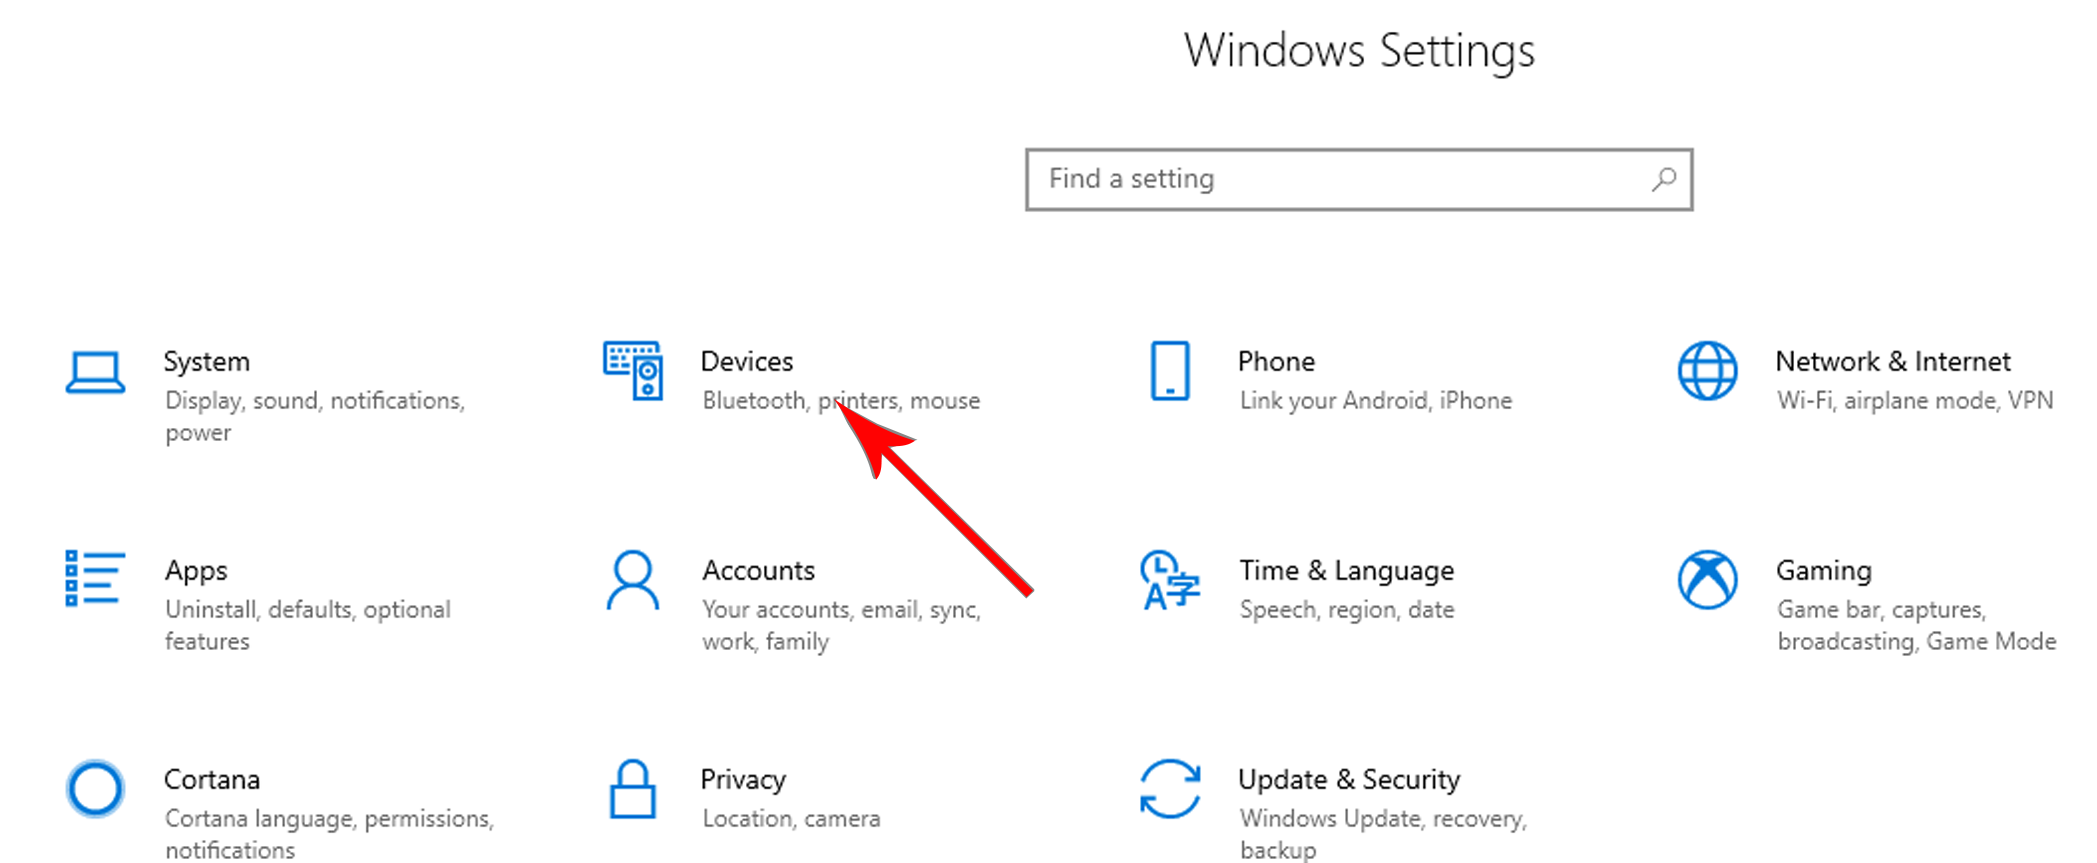 Windows Settings
Find a setting
System
Display, sound, notifications,
power
Devices
Bluetooth, printers, mouse
Phone
Link your Android, iPhone
Network & Internet
Wi-Fi, airplane mode, VPN
Apps
Uninstall, defaults, optional
features
Accounts
Your accounts, email, sync,
work, family
Time & Language
Speech, region, date
Gaming
Game bar, captures,
broadcasting, Game Mode
Cortana
Cortana language, permissions,
notifications
Privacy
Location, camera
Update & Security
Windows Update, recovery,
backup